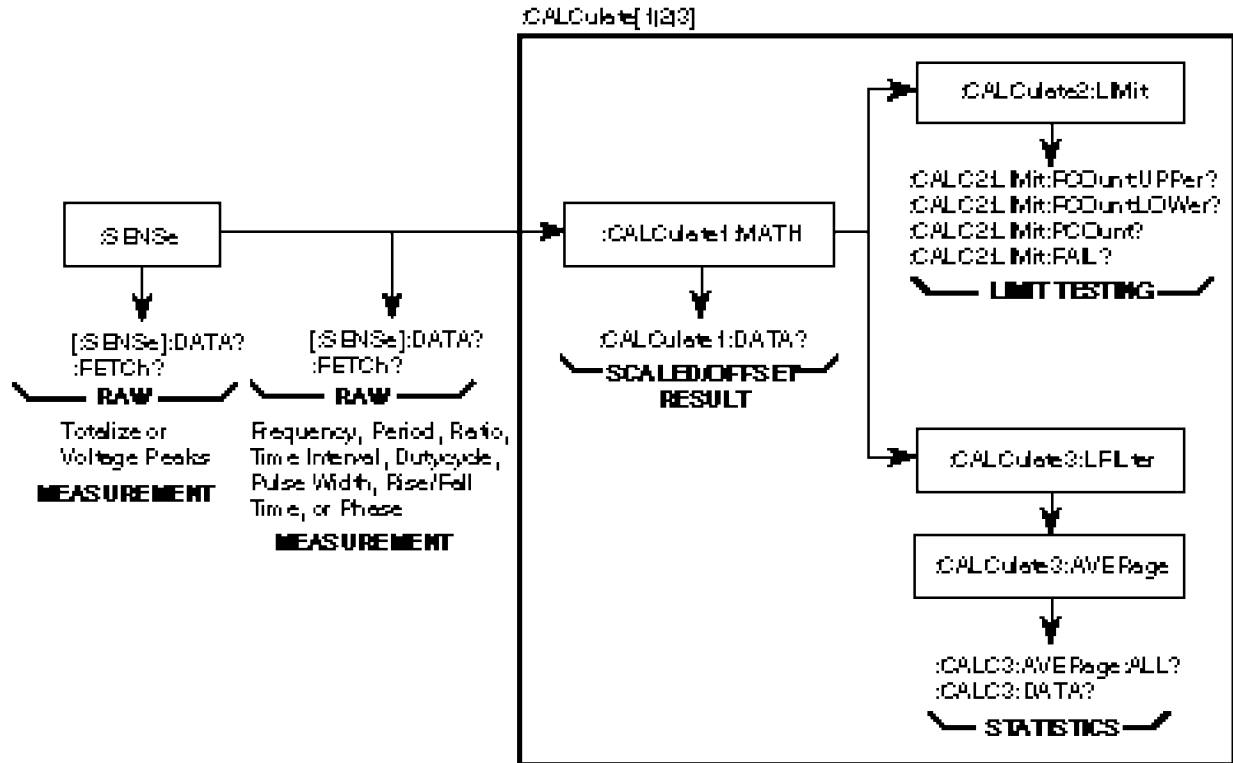 :CALCulate[1|2|3]
:CALCulate2:LIMit
:CALC2:LIMit:FCOunt:UPPer?
:CALC2:LIMit:FCOunt:LOWer?
:CALC2:LIMit:PCOunt?
:CALC2:LIMit:FAIL?
LIMIT TESTING
:SENSe
:CALCulate1:MATH
[:SENSe]:DATA?
:FETCh?
RAW
Totalize or
Voltage Peaks
MEASUREMENT
[:SENSe]:DATA?
:FETCh?
RAW
Frequency, Period, Ratio,
Time Interval, Dutycycle,
Pulse Width, Rise/Fall
Time, or Phase
MEASUREMENT
:CALCulate1:DATA?
SCALED/OFFSET
RESULT
:CALCulate3:LFILter
:CALCulate3:AVERage
:CALC3:AVERage:ALL?
:CALC3:DATA?
STATISTICS